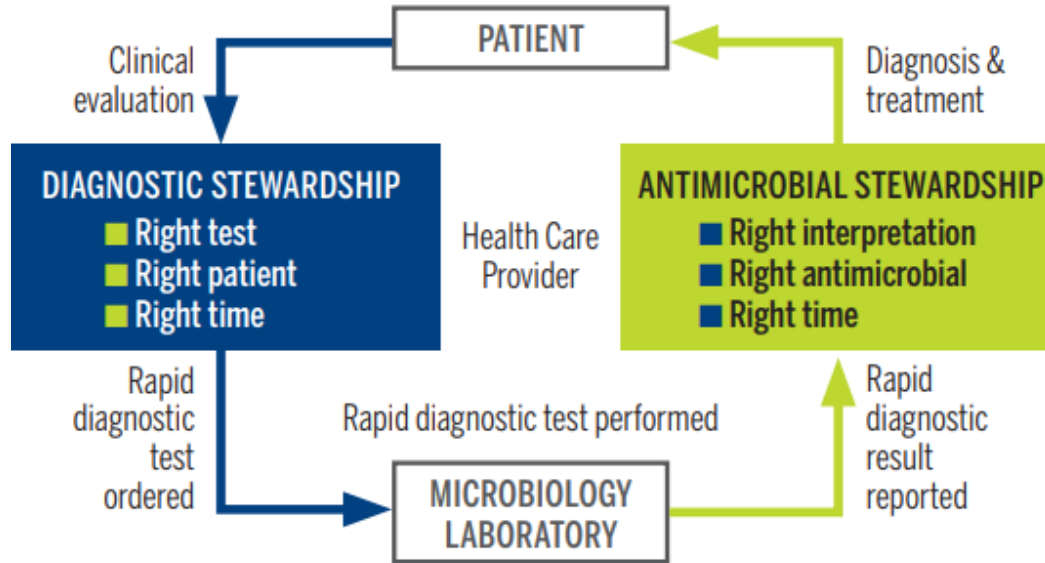 PATIENT
Clinical
evaluation
Diagnosis &
treatment
DIAGNOSTIC STEWARDSHIP
Right test
Right patient
Right time
Health Care
Provider
ANTIMICROBIAL STEWARDSHIP
Right interpretation
Right antimicrobial
Right time
Rapid
diagnostic
test
ordered
Rapid diagnostic test performed
MICROBIOLOGY
LABORATORY
Rapid
diagnostic
result
reported